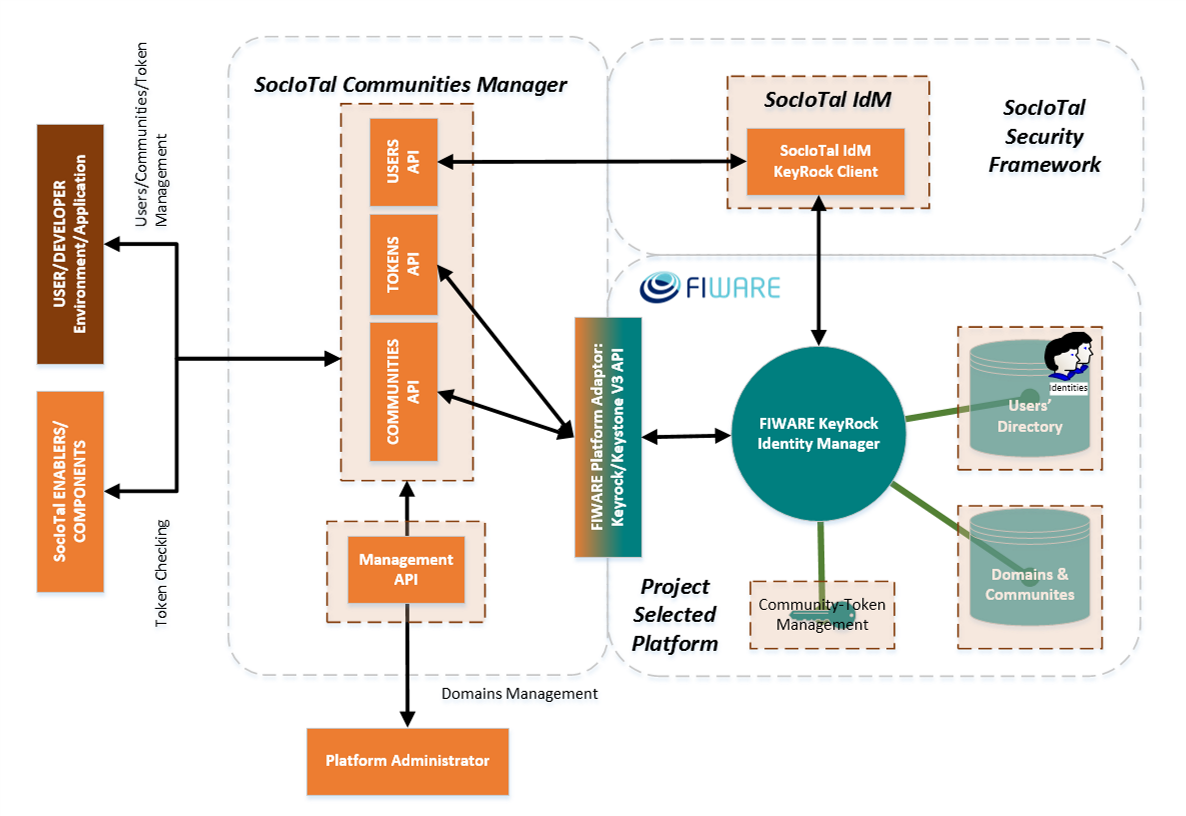 Users/Communities/Token
Management
USER/DEVELOPER
Environment/Application
SocIoTal ENABLERS/
COMPONENTS
Token Checking
SocIoTal Communities Manager
USERS
API
TOKENS
API
COMMUNITIES
API
Management
API
Domains Management
Platform Administrator
SocIoTal IdM
SocIoTal IdM
KeyRock Client
SocIoTal
Security
Framework
FIWARE
FIWARE Platform Adaptor:
Keyrock/Keystone V3 API
FIWARE KeyRock
Identity Manager
Identities
Users'
Directory
Domains &
Communites
Community Token
Management
Project
Selected
Platform